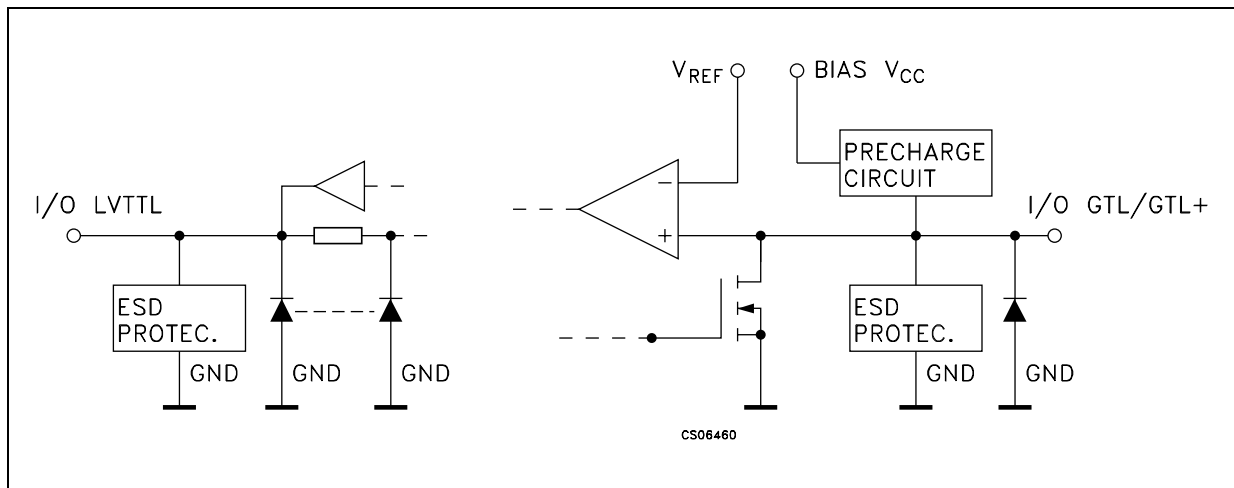 V_REF
BIAS V_CC
PRECHARGE
CIRCUIT
I/O LVTTL
−
I/O GTL/GTL+
+
ESD
PROTEC.
ESD
PROTEC.
GND
GND
GND
GND
GND
CS06460